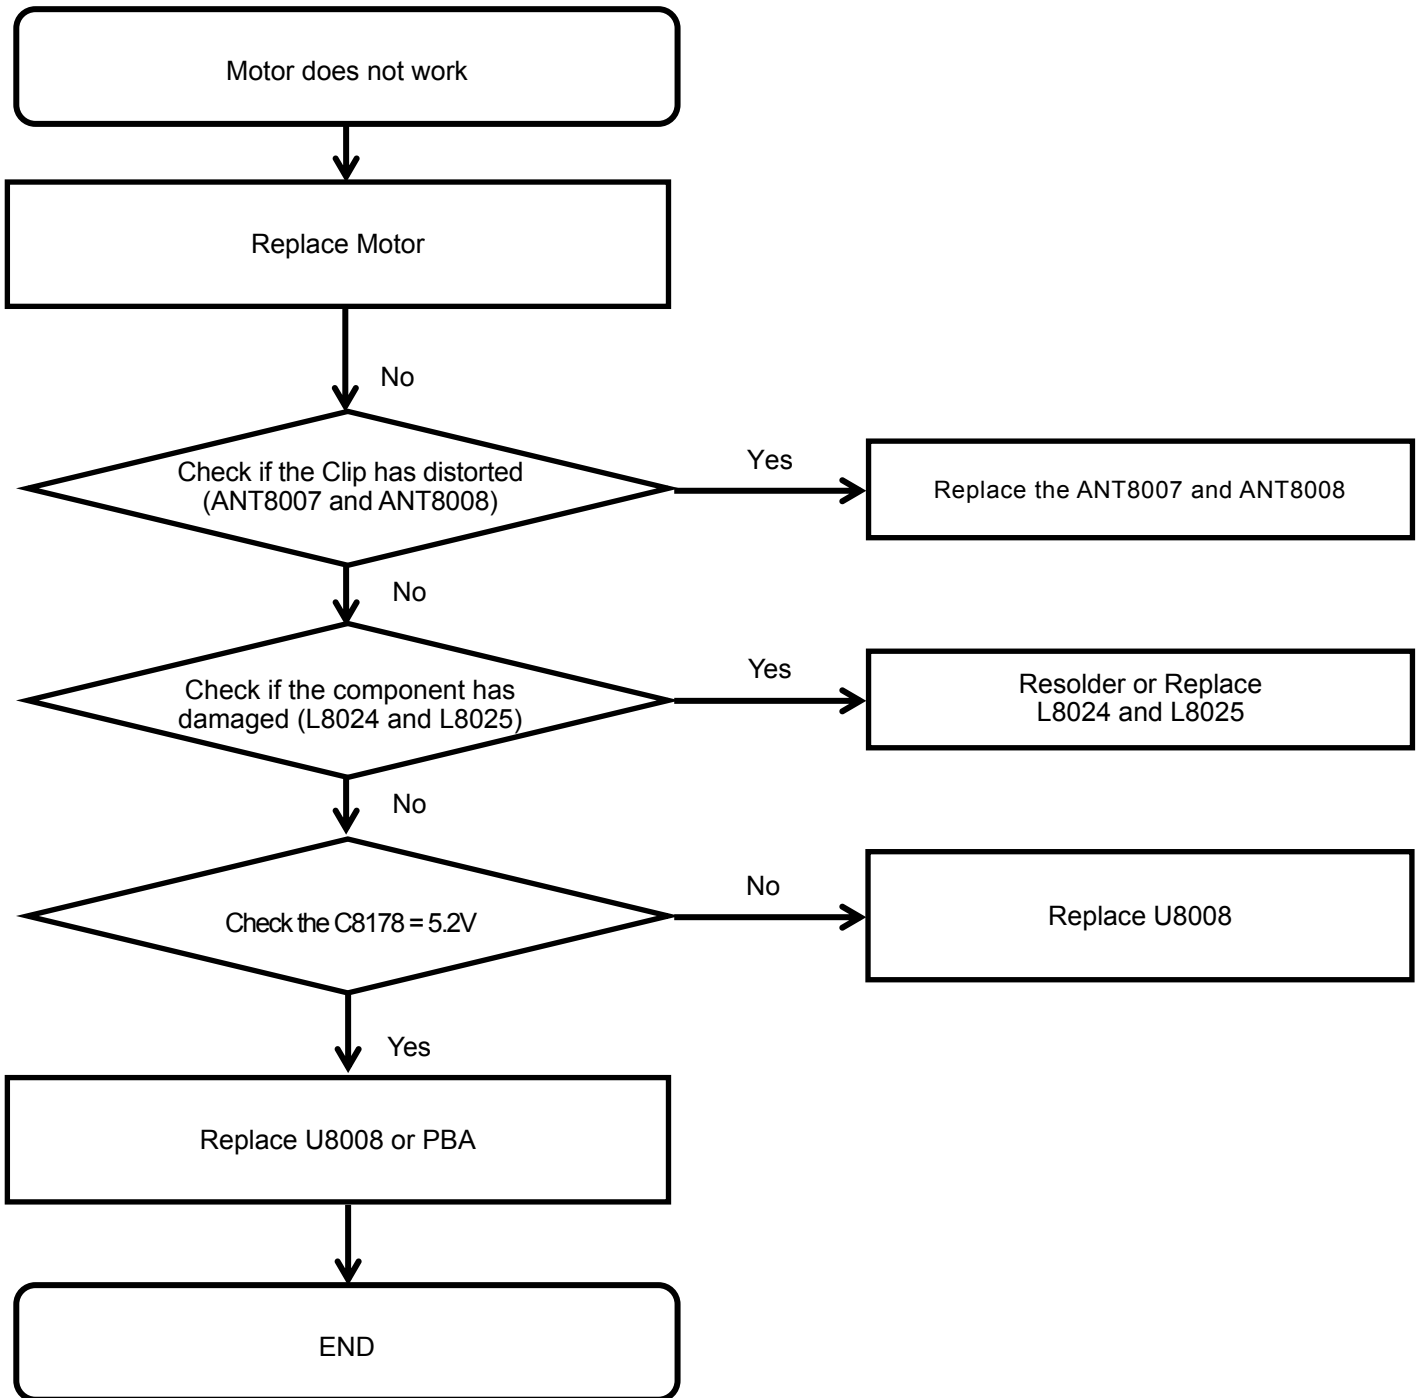 Motor does not work
Replace Motor
No
Check if the Clip has distorted
(ANT8007 and ANT8008)
Yes
Replace the ANT8007 and ANT8008
No
Check if the component has
damaged (L8024 and L8025)
Yes
Resolder or Replace
L8024 and L8025
No
Check the C8178 = 5.2V
No
Replace U8008
Yes
Replace U8008 or PBA
END